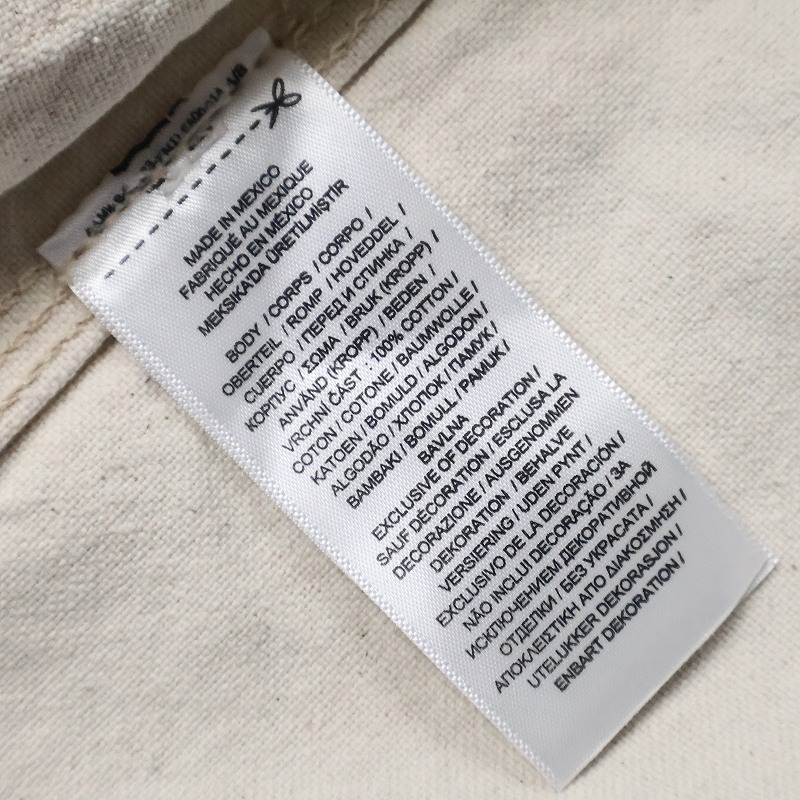 MADE IN MEXICO
FABRIQUÉ AU MEXIQUE
HECHO EN MÉXICO
MEKSIKA'DA ÜRETİLMİŞTİR
BODY / CORPS / CORPO /
OBERTEIL / ROMP / HOVEDDEL /
CUERPO / ПЕРЕД И СПИНКА /
КОРПУС / ΣΩΜΑ / BRUK (KROPP) /
ANVÄND (KROPP) / BEDEN /
VRCHNÍ ČÁST : 100% COTTON /
COTON / COTONE / BAUMWOLLE /
KATOEN / BOMULD / ALGODÓN /
ALGODÃO / ХЛОПОК / ПАМУК /
BAMBAKI / BOMULL / PAMUK /
BAVLNA
EXCLUSIVE OF DECORATION /
SAUF DÉCORATION / ESCLUSA LA
DECORAZIONE / AUSGENOMMEN
DEKORATION / BEHALVE
VERSIERING / UDEN PYNT /
EXCLUSIVO DE LA DECORACIÓN /
NÃO INCLUI DECORAÇÃO / ЗА
ИСКЛЮЧЕНИЕМ ДЕКОРАТИВНОЙ
ОТДЕЛКИ / БЕЗ УКРАСАТА /
ΑΠΟΚΛΕΙΣΤΙΚΗ ΑΠΟ ΔΙΑΚΟΣΜΗΣΗ /
UTELUKKER DEKORASJON /
ENBART DEKORATION /